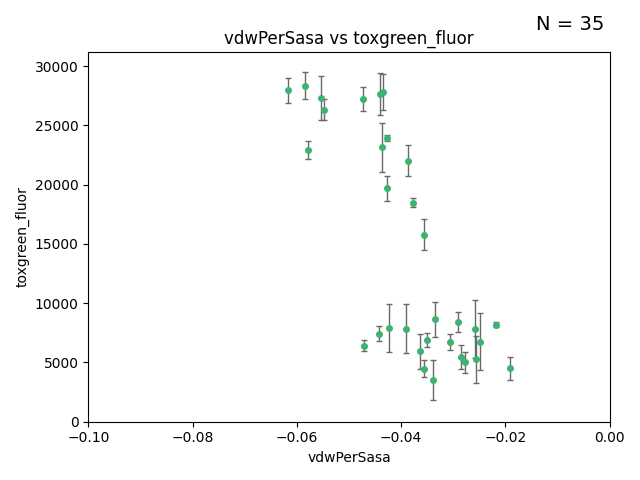 N = 35
vdwPerSasa vs toxgreen_fluor
30000
25000
20000
15000
10000
5000
0
toxgreen_fluor
−0.10 −0.08 −0.06 −0.04 −0.02 0.00
vdwPerSasa